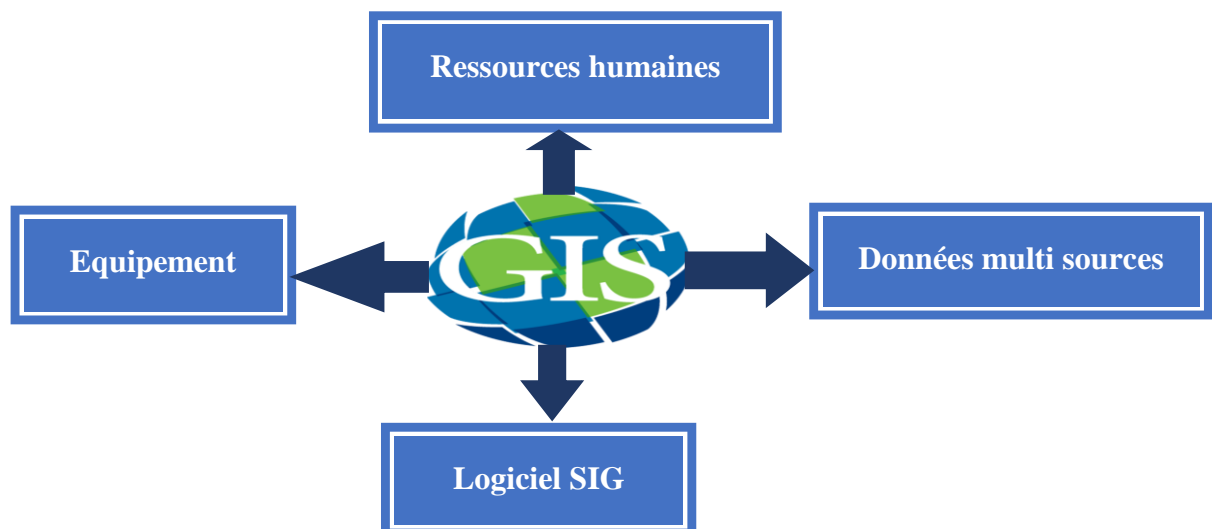 Ressources humaines
Equipement
GIS
Données multi sources
Logiciel SIG